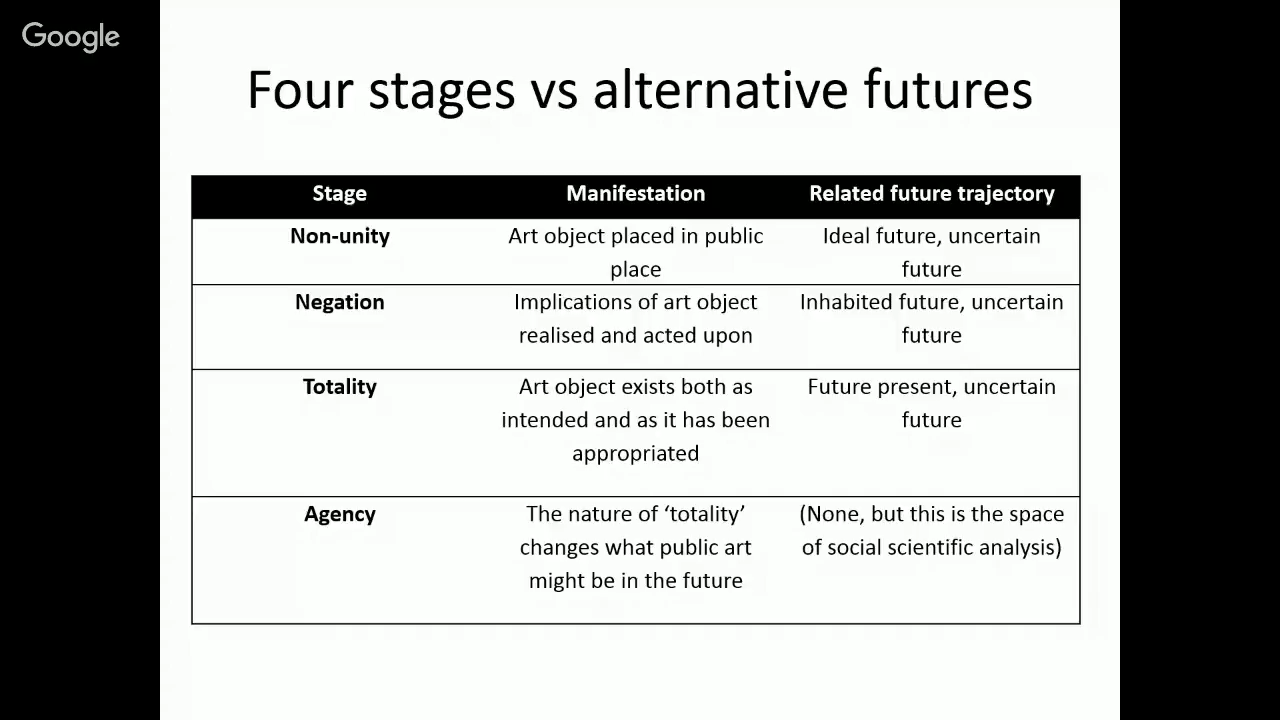 Google
Four stages vs alternative futures
Stage Manifestation Related future trajectory
Non-unity Art object placed in public Ideal future, uncertain
place future
Negation Implications of art object Inhabited future, uncertain
realised and acted upon future
Totality Art object exists both as Future present, uncertain
intended and as it has been future
appropriated
Agency The nature of ‘totality’ (None, but this is the space
changes what public art of social scientific analysis)
might be in the future